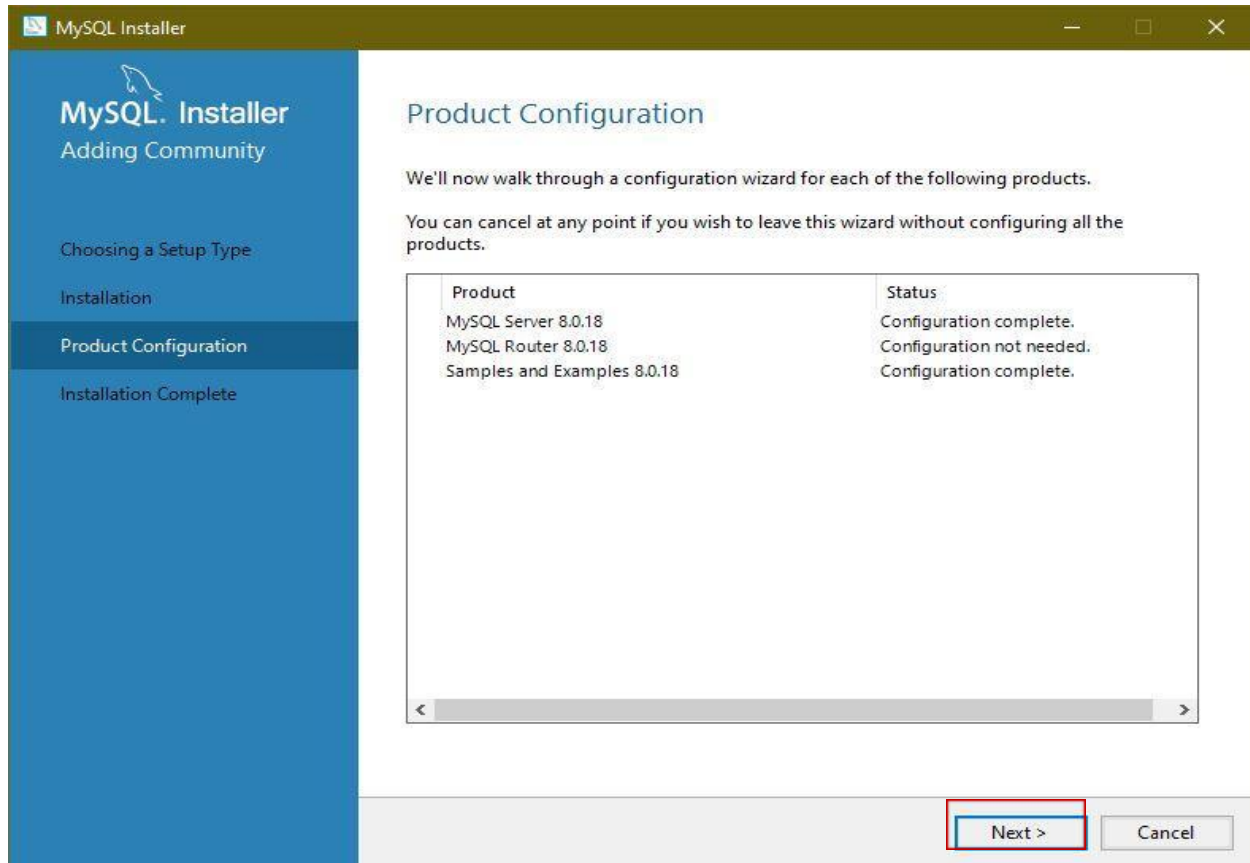 MySQL Installer
MySQL. Installer
Adding Community
Choosing a Setup Type
Installation
Product Configuration
Installation Complete
Product Configuration
We'll now walk through a configuration wizard for each of the following products.
You can cancel at any point if you wish to leave this wizard without configuring all the
products.
Product Status
MySQL Server 8.0.18 Configuration complete.
MySQL Router 8.0.18 Configuration not needed.
Samples and Examples 8.0.18 Configuration complete.
Next > Cancel